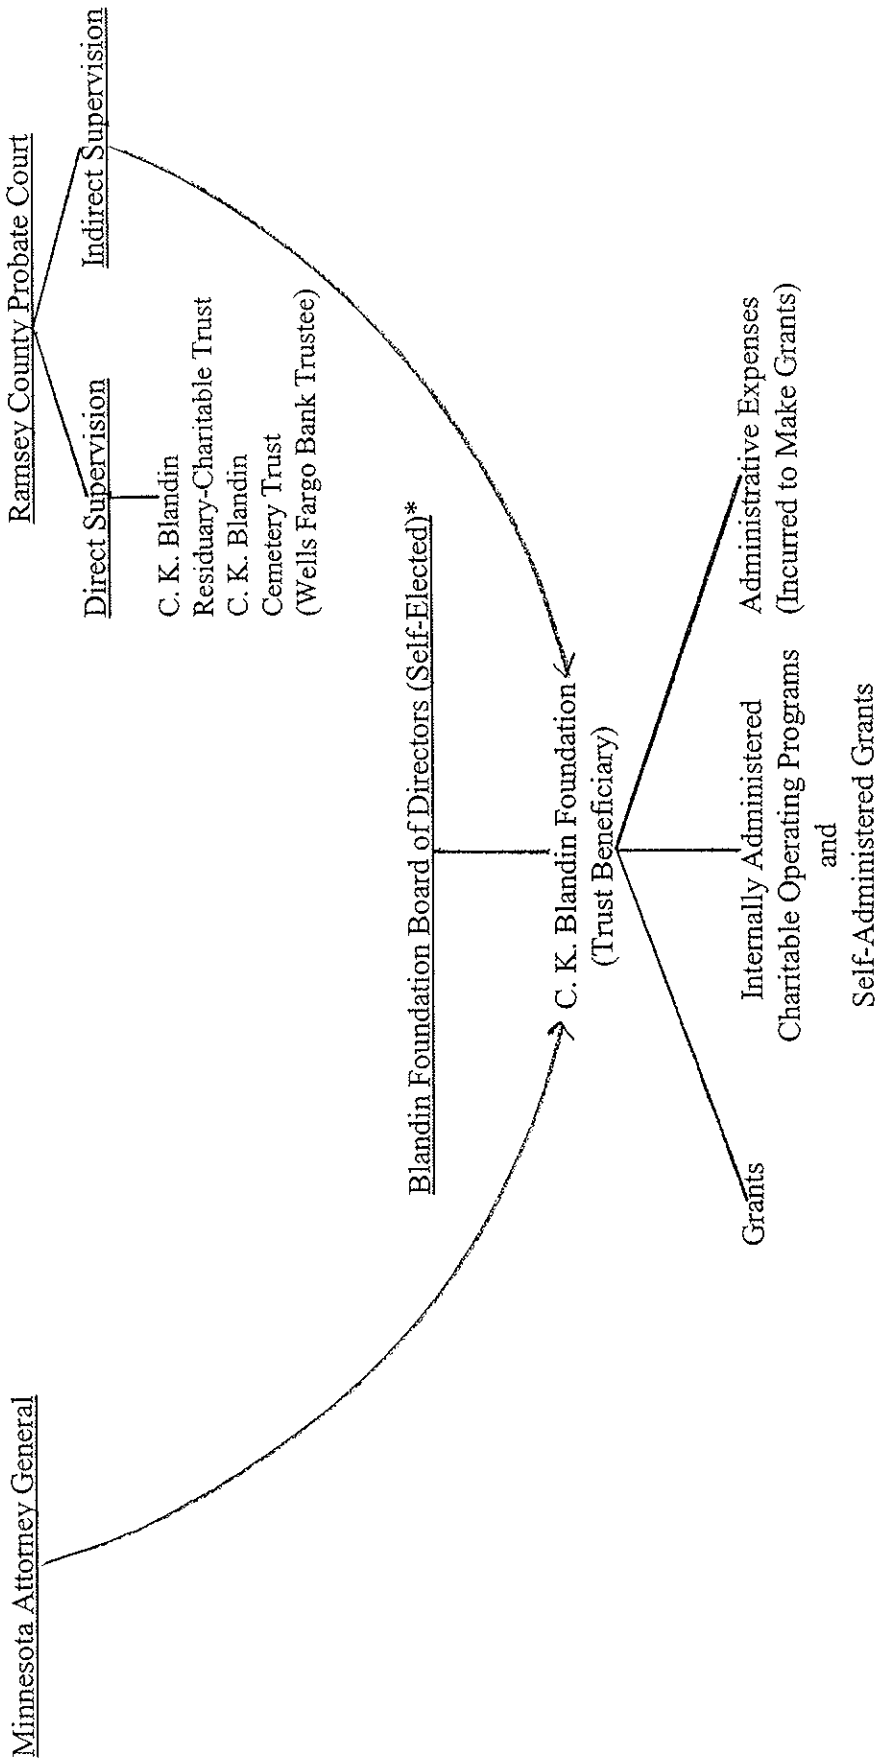 Minnesota Attorney General
Ramsey County Probate Court
Direct Supervision
Indirect Supervision
C. K. Blandin
Residuary-Charitable Trust
C. K. Blandin
Cemetery Trust
(Wells Fargo Bank Trustee)
Blandin Foundation Board of Directors (Self-Elected)*
C. K. Blandin Foundation
(Trust Beneficiary)
Grants
Internally Administered
Charitable Operating Programs
and
Self-Administered Grants
Administrative Expenses
(Incurred to Make Grants)